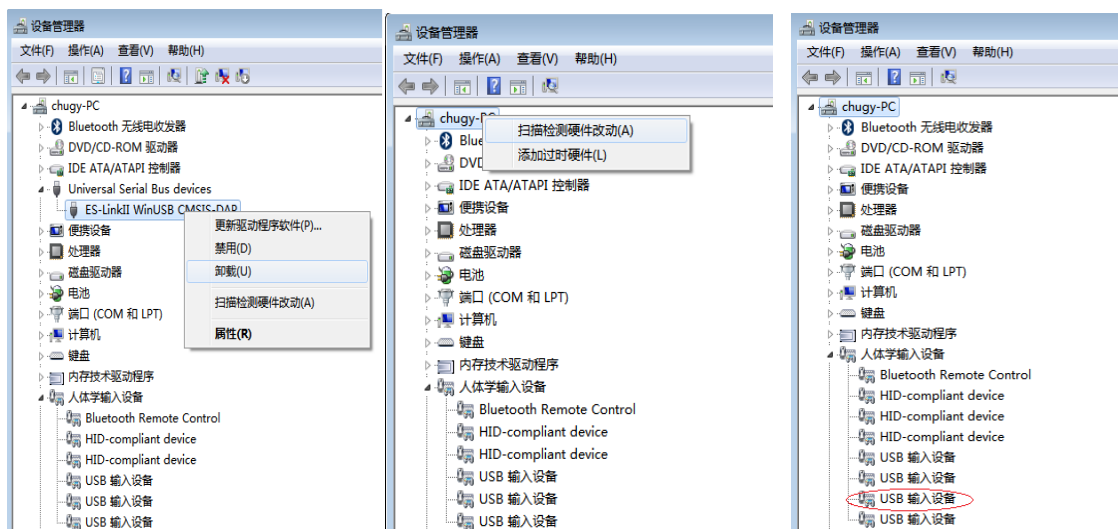 设备管理器
文件(F) 操作(A) 查看(V) 帮助(H)
chugy-PC
Bluetooth 无线电收发器
DVD/CD-ROM 驱动器
IDE ATA/ATAPI 控制器
Universal Serial Bus devices
ES-LinkII WinUSB CMSIS-DAP
便携设备
处理器
磁盘驱动器
电池
端口 (COM 和 LPT)
计算机
键盘
内存技术驱动程序
人体学输入设备
Bluetooth Remote Control
HID-compliant device
HID-compliant device
USB 输入设备
USB 输入设备
USB 输入设备
更新驱动程序软件(P)...
禁用(D)
卸载(U)
扫描检测硬件改动(A)
属性(R)
设备管理器
文件(F) 操作(A) 查看(V) 帮助(H)
chugy-PC
扫描检测硬件改动(A)
添加过时硬件(L)
Blue
DVD
IDE ATA/ATAPI 控制器
便携设备
处理器
磁盘驱动器
电池
端口 (COM 和 LPT)
计算机
键盘
内存技术驱动程序
人体学输入设备
Bluetooth Remote Control
HID-compliant device
HID-compliant device
USB 输入设备
USB 输入设备
USB 输入设备
设备管理器
文件(F) 操作(A) 查看(V) 帮助(H)
chugy-PC
Bluetooth 无线电收发器
DVD/CD-ROM 驱动器
IDE ATA/ATAPI 控制器
便携设备
处理器
磁盘驱动器
电池
端口 (COM 和 LPT)
计算机
键盘
内存技术驱动程序
人体学输入设备
Bluetooth Remote Control
HID-compliant device
HID-compliant device
HID-compliant device
USB 输入设备
USB 输入设备
USB 输入设备
USB 输入设备